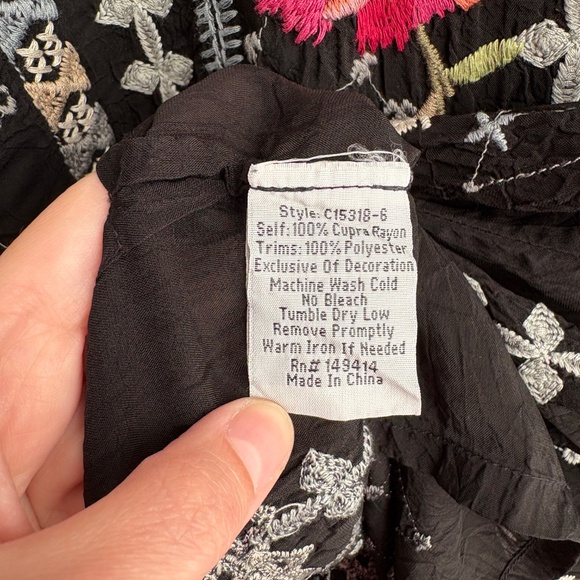 Style: C15318-6
Self: 100% Cupra Rayon
Trims: 100% Polyester
Exclusive Of Decoration
Machine Wash Cold
No Bleach
Tumble Dry Low
Remove Promptly
Warm Iron If Needed
Rn# 149414
Made In China